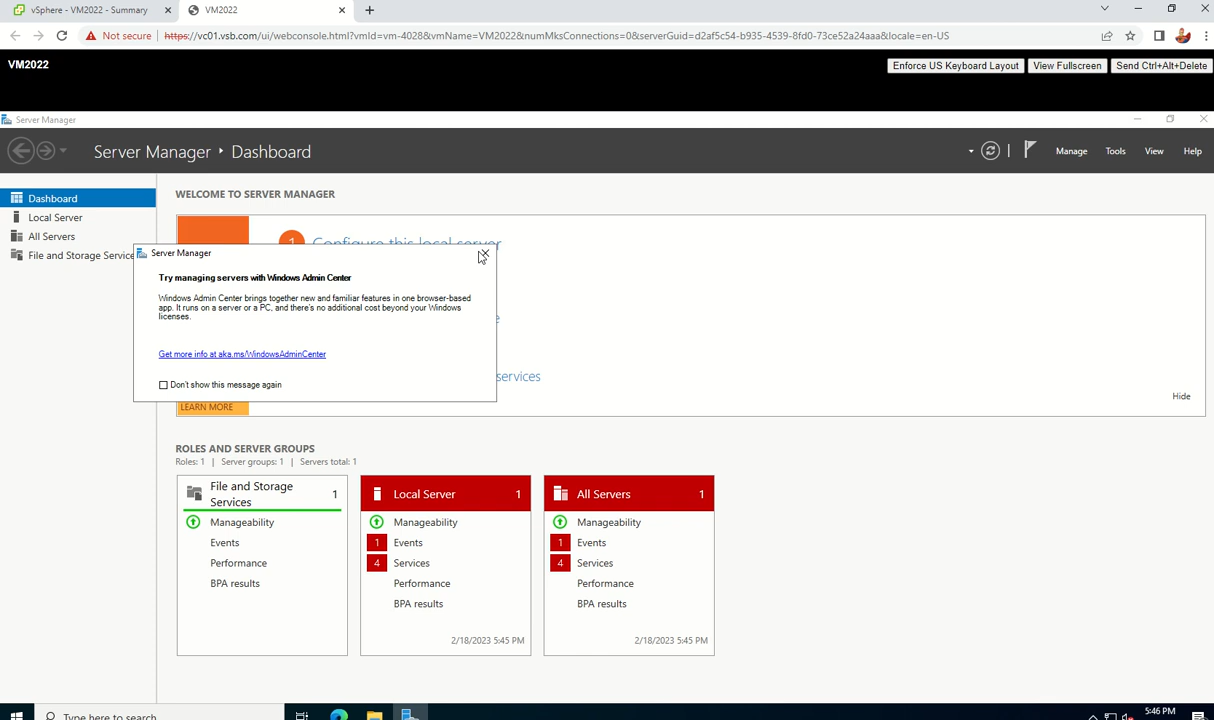 vSphere - VM2022 - Summary
VM2022
Not secure
https://vc01.vsb.com/ui/webconsole.html?vmId=vm-4028&vmName=VM2022&numMksConnections=0&serverGuid=d2af5c54-b935-4539-8fd0-73ce52a24aaa&locale=en-US
VM2022
Enforce US Keyboard Layout
View Fullscreen
Send Ctrl+Alt+Delete
Server Manager
Server Manager
Dashboard
Manage
Tools
View
Help
Dashboard
Local Server
All Servers
File and Storage Service
WELCOME TO SERVER MANAGER
1 Configure this local server
Server Manager
Try managing servers with Windows Admin Center
Windows Admin Center brings together new and familiar features in one browser-based
app. It runs on a server or a PC, and there's no additional cost beyond your Windows
licenses.
Get more info at aka.ms/WindowsAdminCenter
Don't show this message again
services
Hide
LEARN MORE
ROLES AND SERVER GROUPS
Roles: 1 | Server groups: 1 | Servers total: 1
File and Storage
Services
1
Manageability
Events
Performance
BPA results
Local Server 1
Manageability
1 Events
4 Services
Performance
BPA results
2/18/2023 5:45 PM
All Servers 1
Manageability
1 Events
4 Services
Performance
BPA results
2/18/2023 5:45 PM
Type here to search
5:46 PM